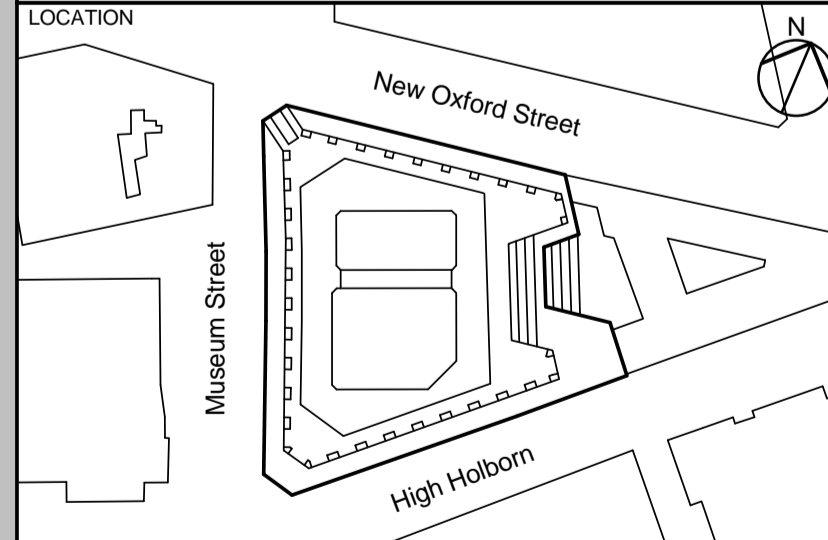 LOCATION
N
New Oxford Street
Museum Street
High Holborn